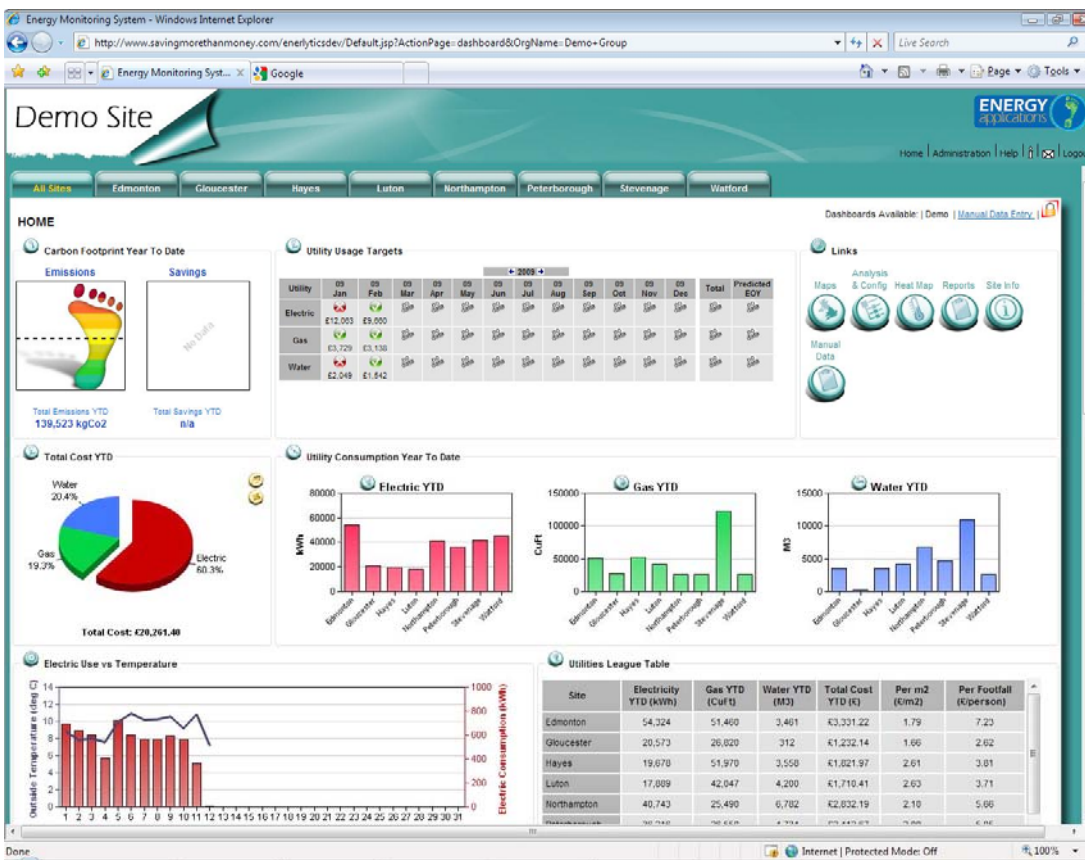 Energy Monitoring System - Windows Internet Explorer
http://www.savingmorethanmoney.com/enerlyticsdev/Default.jsp?ActionPage=dashboard&OrgName=Demo+Group
Live Search
Energy Monitoring Syst...
Google
Page
Tools
Demo Site
ENERGY
applications
Home | Administration | Help
All Sites Edmonton Gloucester Hayes Luton Northampton Peterborough Stevenage Watford
HOME
Dashboards Available: | Demo | Manual Data Entry |
Carbon Footprint Year To Date
Emissions Savings
No Data
Total Emissions YTD Total Savings YTD
139,523 kgCo2 n/a
Utility Usage Targets
2009
Utility 09 Jan 09 Feb 09 Mar 09 Apr 09 May 09 Jun 09 Jul 09 Aug 09 Sep 09 Oct 09 Nov 09 Dec Total Predicted EOY
Electric
Gas
£3,729
Water
£2,049
Links
Maps Analysis & Config Heat Map Reports Site Info
Manual Data
Total Cost YTD
Water
20.4%
Gas
19.3%
Electric
60.3%
Total Cost: £20,261.40
Utility Consumption Year To Date
Electric YTD
kWh
80000
60000
40000
20000
0
Edmonton Gloucester Hayes Luton Northampton Peterborough Stevenage Watford
Gas YTD
CuFt
150000
100000
50000
0
Edmonton Gloucester Hayes Luton Northampton Peterborough Stevenage Watford
Water YTD
M3
15000
10000
5000
0
Edmonton Gloucester Hayes Luton Northampton Peterborough Stevenage Watford
Electric Use vs Temperature
Outside Temperature (deg C)
14
12
10
8
6
4
2
0
1 2 3 4 5 6 7 8 9 10 11 12 13 14 15 16 17 18 19 20 21 22 23 24 25 26 27 28 29 30 31
1000
800
600
400
200
0
Electric Consumption (kWh)
Utilities League Table
Site Electricity YTD (kWh) Gas YTD (CuFt) Water YTD (M3) Total Cost YTD (£) Per m2 (£/m2) Per Footfall (£/person)
Edmonton 54,324 51,460 3,461 £3,331.22 1.79 7.23
Gloucester 20,573 26,820 312 £1,232.14 1.66 2.62
Hayes 19,678 51,970 3,558 £1,821.97 2.61 3.81
Luton 17,889 42,047 4,200 £1,710.41 2.63 3.71
Northampton 40,743 25,490 6,782 £2,832.19 2.10 5.66
Done
Internet | Protected Mode: Off
100%